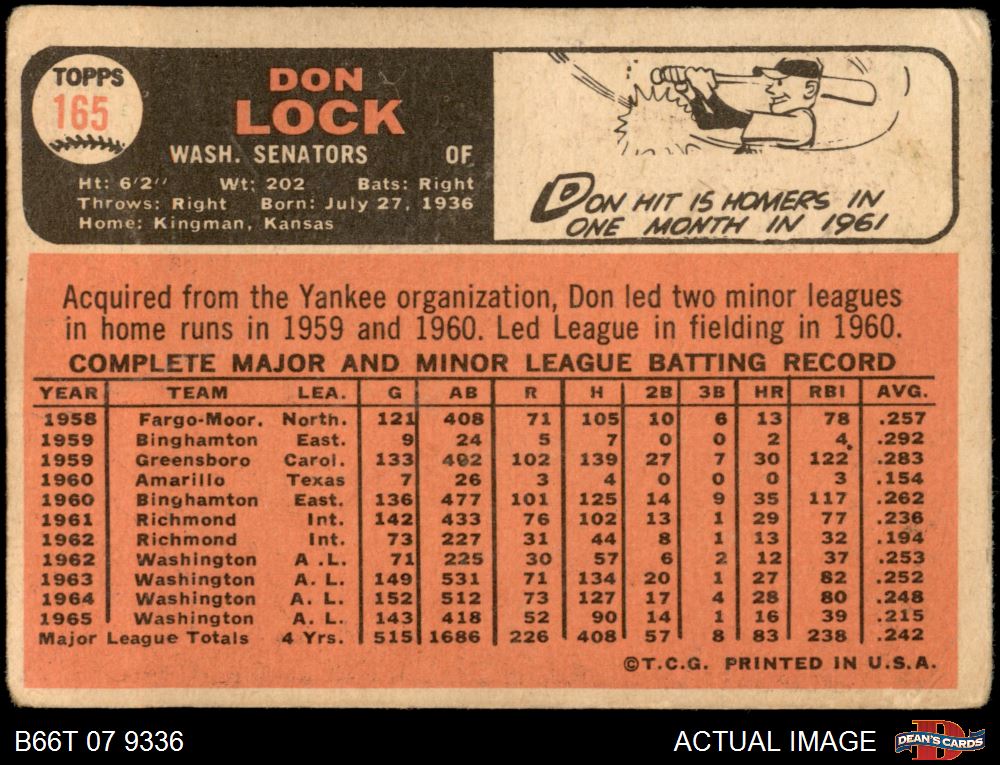 TOPPS
165
DON
LOCK
WASH. SENATORS OF
Ht: 6'2" Wt: 202 Bats: Right
Throws: Right Born: July 27, 1936
Home: Kingman, Kansas
DON HIT 15 HOMERS IN
ONE MONTH IN 1961
Acquired from the Yankee organization, Don led two minor leagues
in home runs in 1959 and 1960. Led League in fielding in 1960.
COMPLETE MAJOR AND MINOR LEAGUE BATTING RECORD
YEAR TEAM LEA. G AB R H 2B 3B HR RBI AVG.
1958 Fargo-Moor. North. 121 408 71 105 10 6 13 78 .257
1959 Binghamton East. 9 24 5 7 0 0 2 4 .292
1959 Greensboro Carol. 133 492 102 139 27 7 30 122 .283
1960 Amarillo Texas 7 26 3 4 0 0 0 3 .154
1960 Binghamton East. 136 477 101 125 14 9 35 117 .262
1961 Richmond Int. 142 433 76 102 13 1 29 77 .236
1962 Richmond Int. 73 227 31 44 8 1 13 32 .194
1962 Washington A .L. 71 225 30 57 6 2 12 37 .253
1963 Washington A. L. 149 531 71 134 20 1 27 82 .252
1964 Washington A. L. 152 512 73 127 17 4 28 80 .248
1965 Washington A. L. 143 418 52 90 14 1 16 39 .215
Major League Totals 4 Yrs. 515 1686 226 408 57 8 83 238 .242
©T.C.G. PRINTED IN U.S.A.
B66T 07 9336 ACTUAL IMAGE DEAN'S CARDS